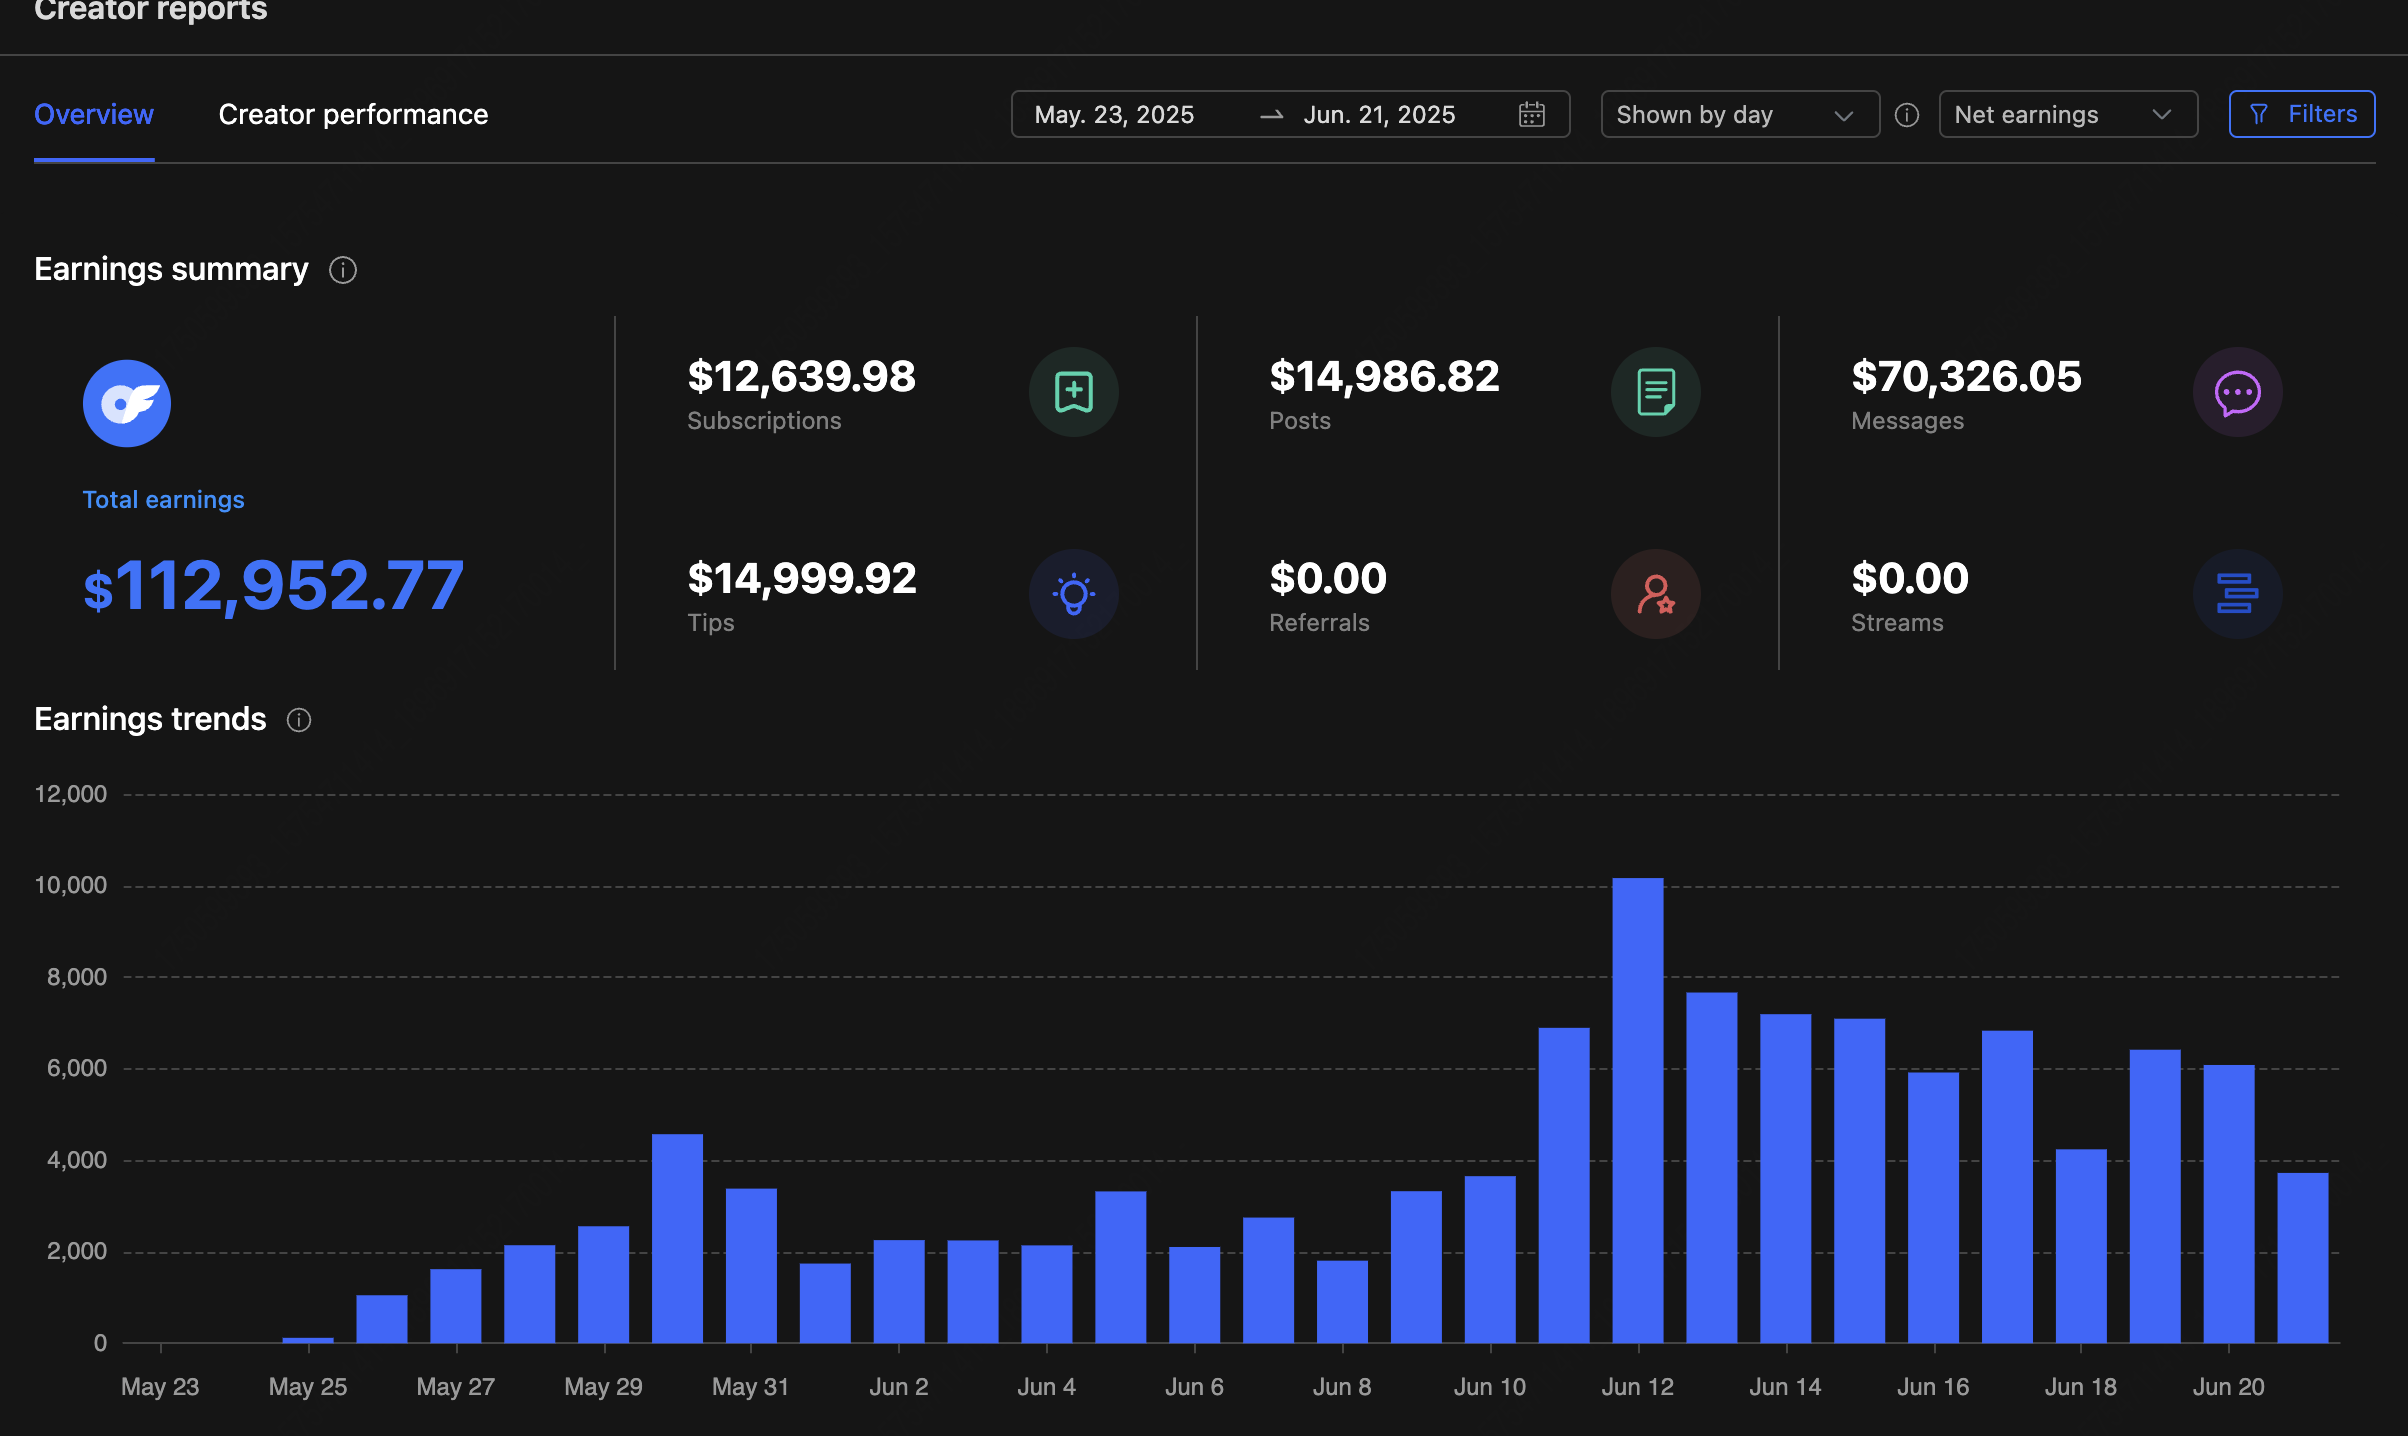 Creator reports
Overview
Creator performance
May. 23, 2025
Jun. 21, 2025
Shown by day
Net earnings
Filters
Earnings summary
Total earnings
$112,952.77
$12,639.98
Subscriptions
$14,986.82
Posts
$70,326.05
Messages
$14,999.92
Tips
$0.00
Referrals
$0.00
Streams
Earnings trends
12,000
10,000
8,000
6,000
4,000
2,000
0
May 23
May 25
May 27
May 29
May 31
Jun 2
Jun 4
Jun 6
Jun 8
Jun 10
Jun 12
Jun 14
Jun 16
Jun 18
Jun 20